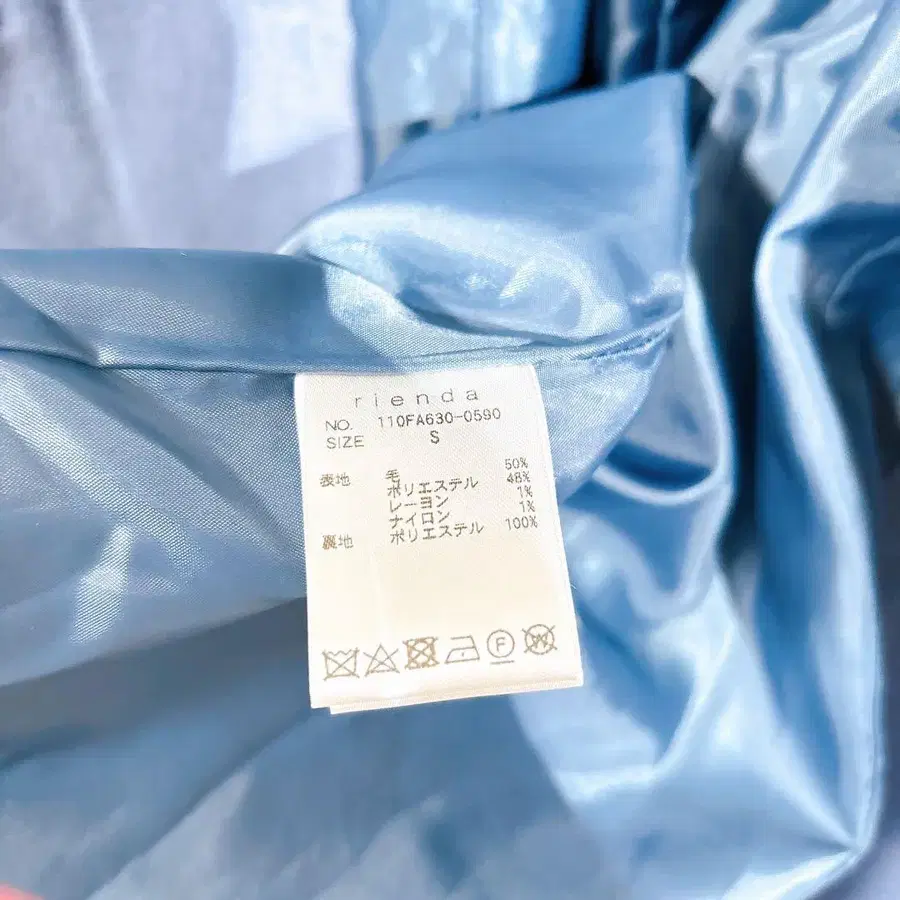 rienda
NO. 110FA630-0590
SIZE S
表地 毛 50%
ポリエステル 48%
レーヨン 1%
ナイロン 1%
裏地 ポリエステル 100%
F
W